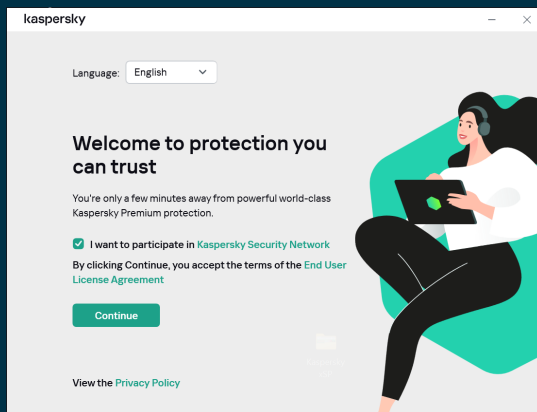 kaspersky
Language: English
Welcome to protection you
can trust
You're only a few minutes away from powerful world-class
Kaspersky Premium protection.
I want to participate in Kaspersky Security Network
By clicking Continue, you accept the terms of the End User
License Agreement
Continue
View the Privacy Policy